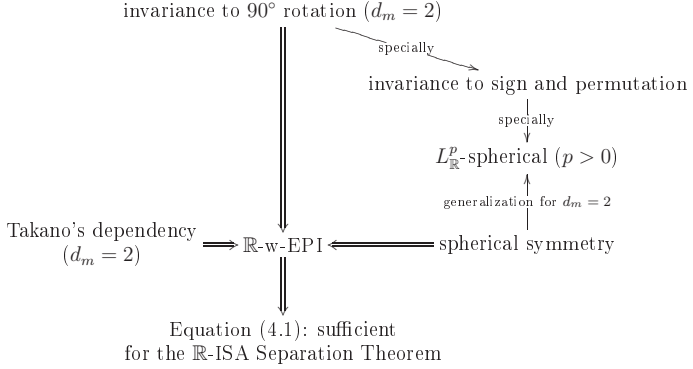 invariance to 90° rotation (d_m = 2)
specially
invariance to sign and permutation
specially
L^p_ℝ-spherical (p > 0)
generalization for d_m = 2
Takano's dependency
(d_m = 2)
ℝ-w-EPI
spherical symmetry
Equation (4.1): sufficient
for the ℝ-ISA Separation Theorem